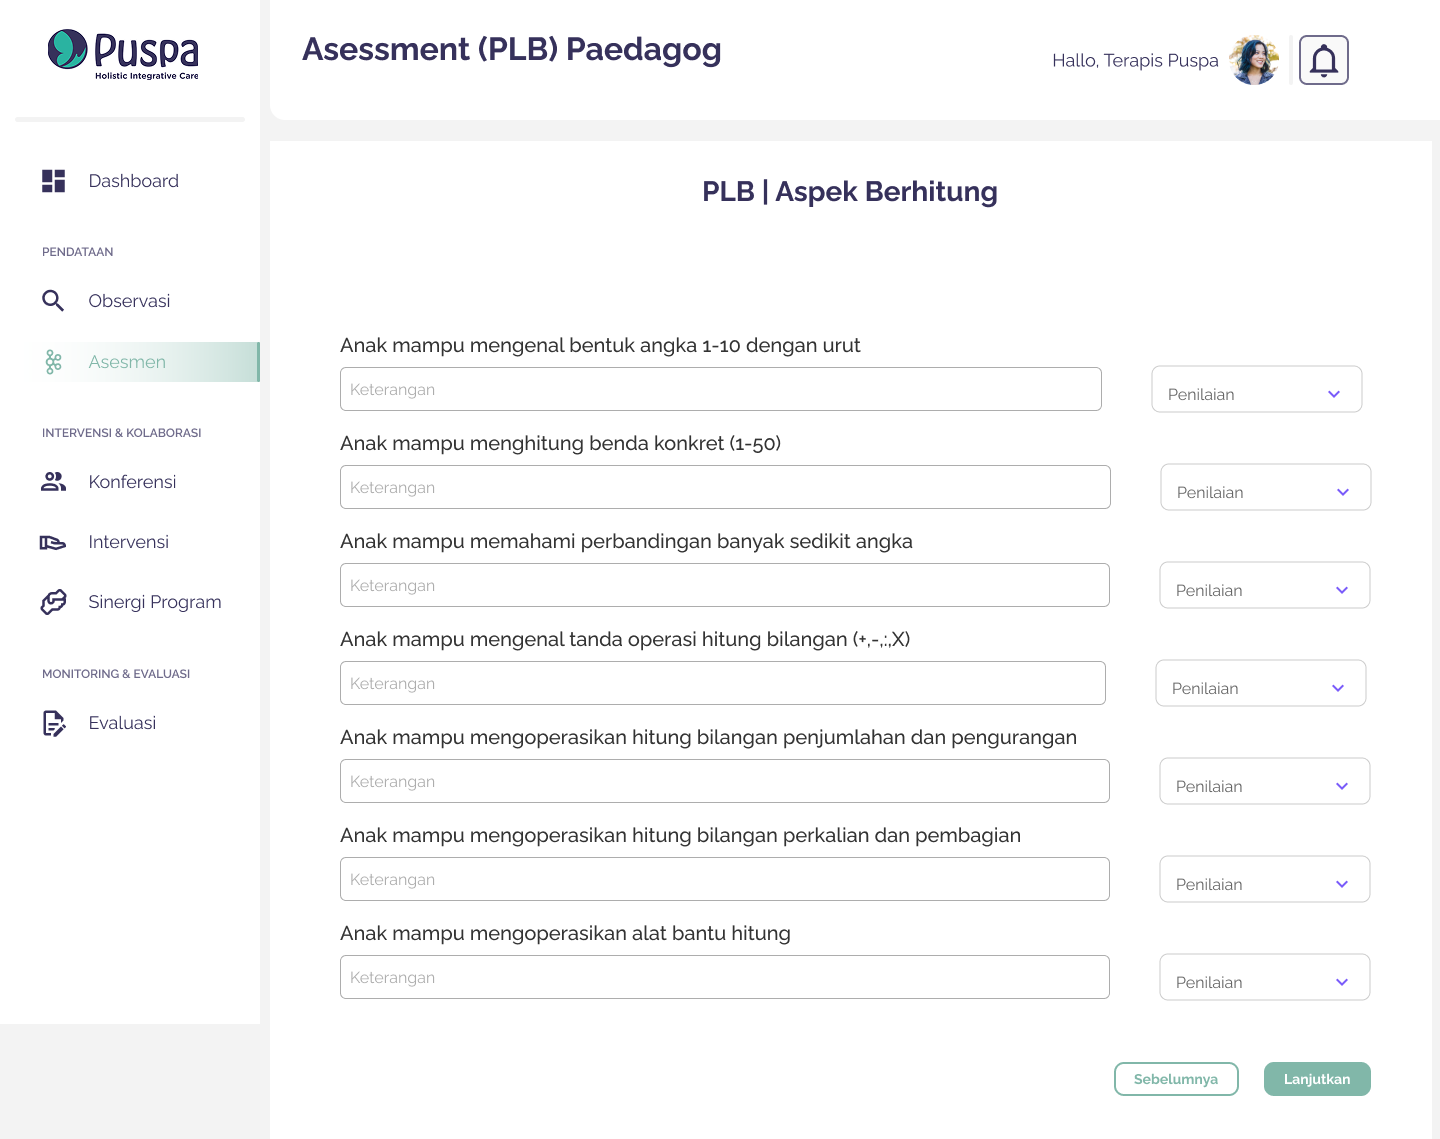 Puspa
Holistic Integrative Care
Asessment (PLB) Paedagog
Hallo, Terapis Puspa
Dashboard
PENDATAAN
Observasi
Asesmen
INTERVENSI & KOLABORASI
Konferensi
Intervensi
Sinergi Program
MONITORING & EVALUASI
Evaluasi
PLB | Aspek Berhitung
Anak mampu mengenal bentuk angka 1-10 dengan urut
Keterangan
Penilaian
Anak mampu menghitung benda konkret (1-50)
Keterangan
Penilaian
Anak mampu memahami perbandingan banyak sedikit angka
Keterangan
Penilaian
Anak mampu mengenal tanda operasi hitung bilangan (+,-,:,X)
Keterangan
Penilaian
Anak mampu mengoperasikan hitung bilangan penjumlahan dan pengurangan
Keterangan
Penilaian
Anak mampu mengoperasikan hitung bilangan perkalian dan pembagian
Keterangan
Penilaian
Anak mampu mengoperasikan alat bantu hitung
Keterangan
Penilaian
Sebelumnya
Lanjutkan